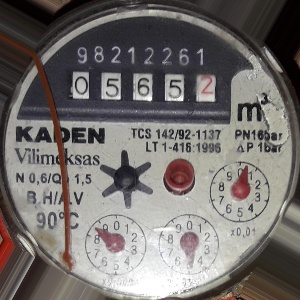 98212261
05652
m³
KADEN
TCS 142/92-1137 PN16bar
Vilimeksas
LT 1-416:1996 ΔP 1bar
N 0,6/Q 1,5
B.H/A.V
90°C
x0,01